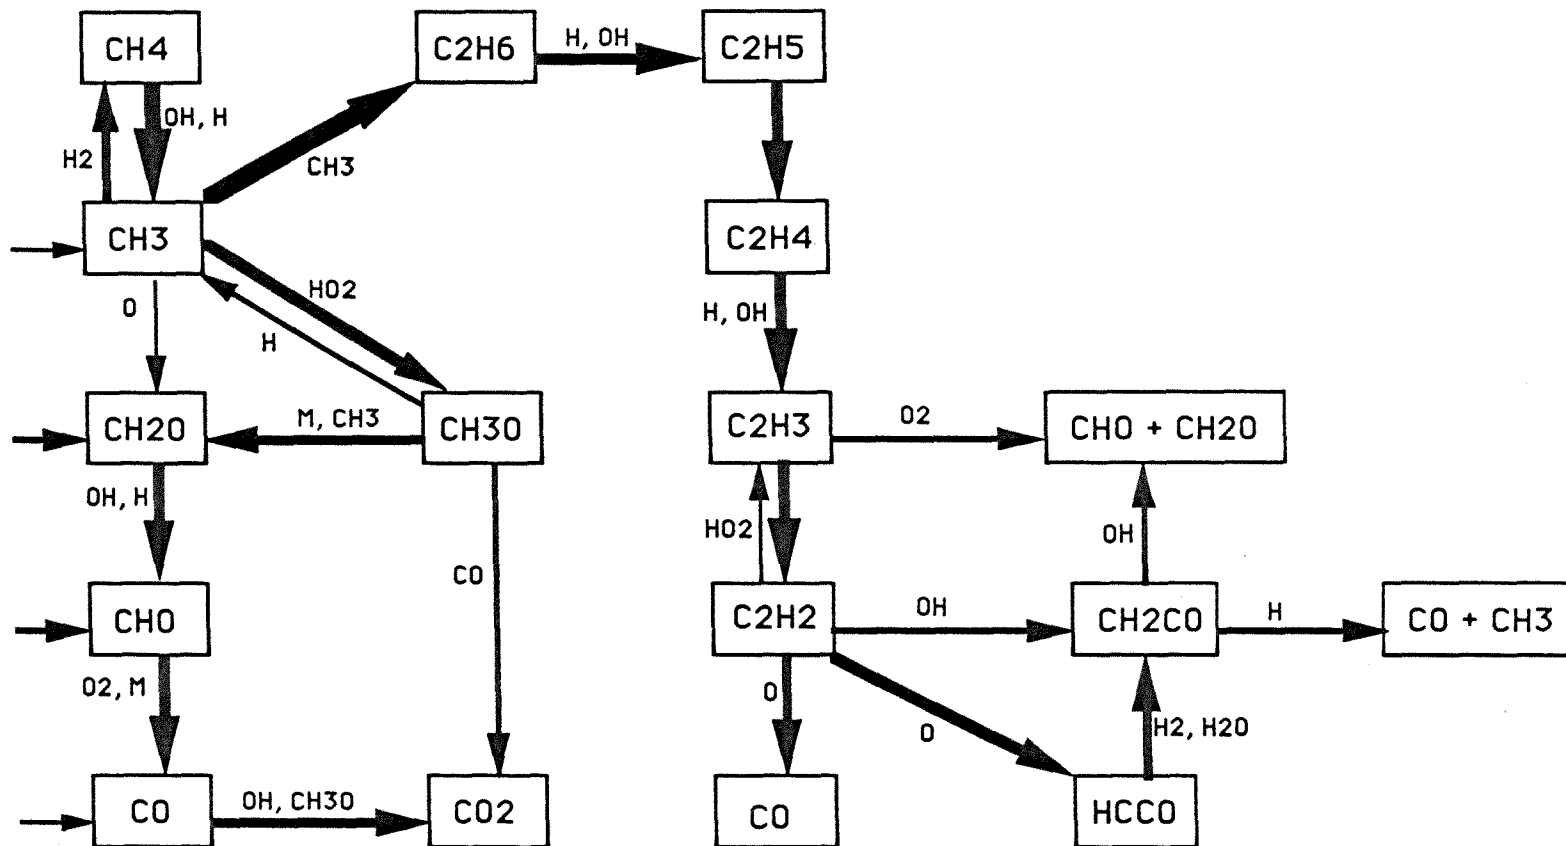 CH4
C2H6
H, OH
C2H5
OH, H
H2
CH3
CH3
C2H4
O
HO2
H
H, OH
CH2O
M, CH3
CH3O
C2H3
O2
CHO + CH2O
OH, H
HO2
OH
CO
CHO
C2H2
OH
CH2CO
H
CO + CH3
O2, M
O
O
H2, H2O
CO
OH, CH3O
CO2
CO
HCCO